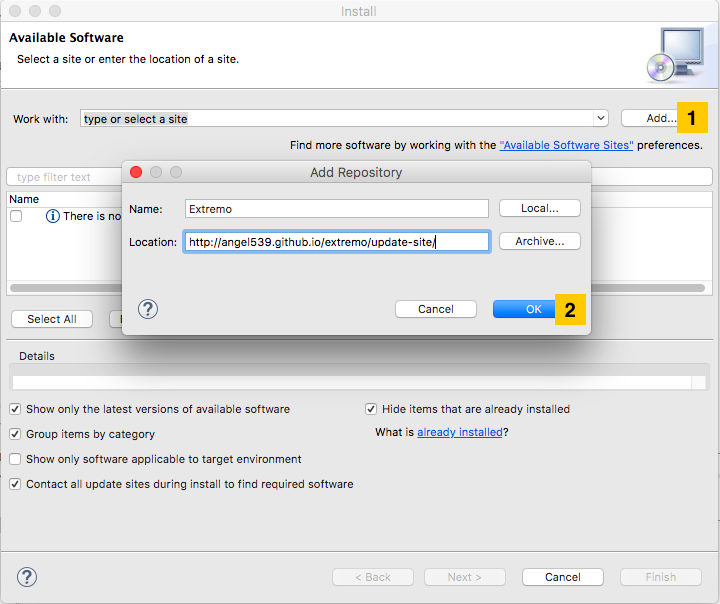 Install
Available Software
Select a site or enter the location of a site.
Work with: type or select a site Add... 1
Find more software by working with the "Available Software Sites" preferences.
type filter text
Name
There is no
Add Repository
Name: Extremo Local...
Location: http://angel539.github.io/extremo/update-site/ Archive...
? Cancel OK 2
Select All
Details
Show only the latest versions of available software Hide items that are already installed
Group items by category What is already installed?
Show only software applicable to target environment
Contact all update sites during install to find required software
? < Back Next > Cancel Finish